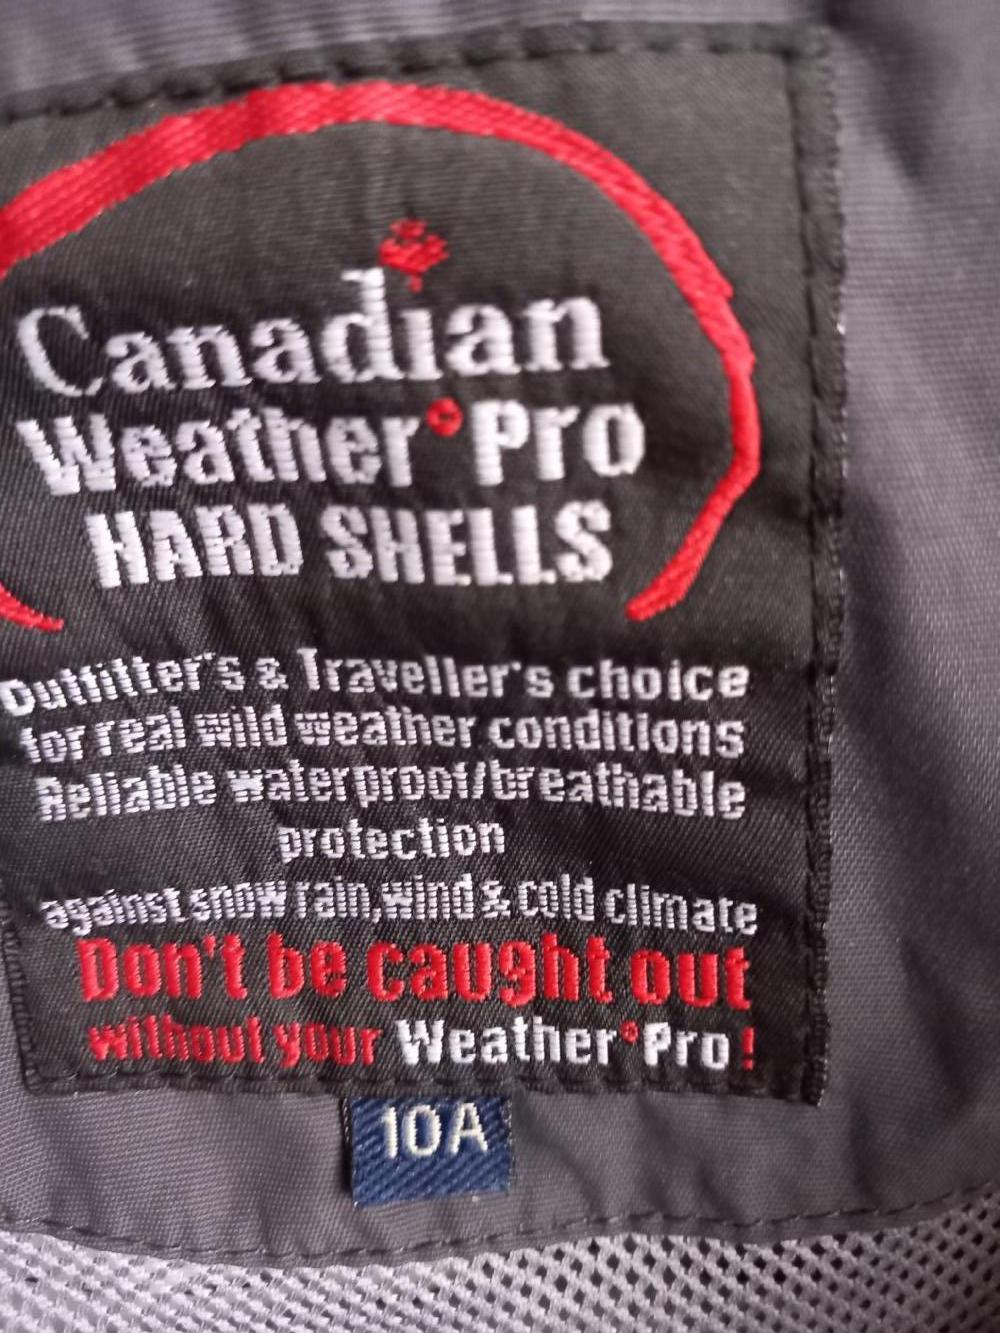 Canadian
Weather°Pro
HARD SHELLS
Outfitter's & Traveller's choice
for real wild weather conditions
Reliable waterproof/breathable
protection
against snow rain, wind & cold climate
Don't be caught out
without your Weather°Pro!
10A